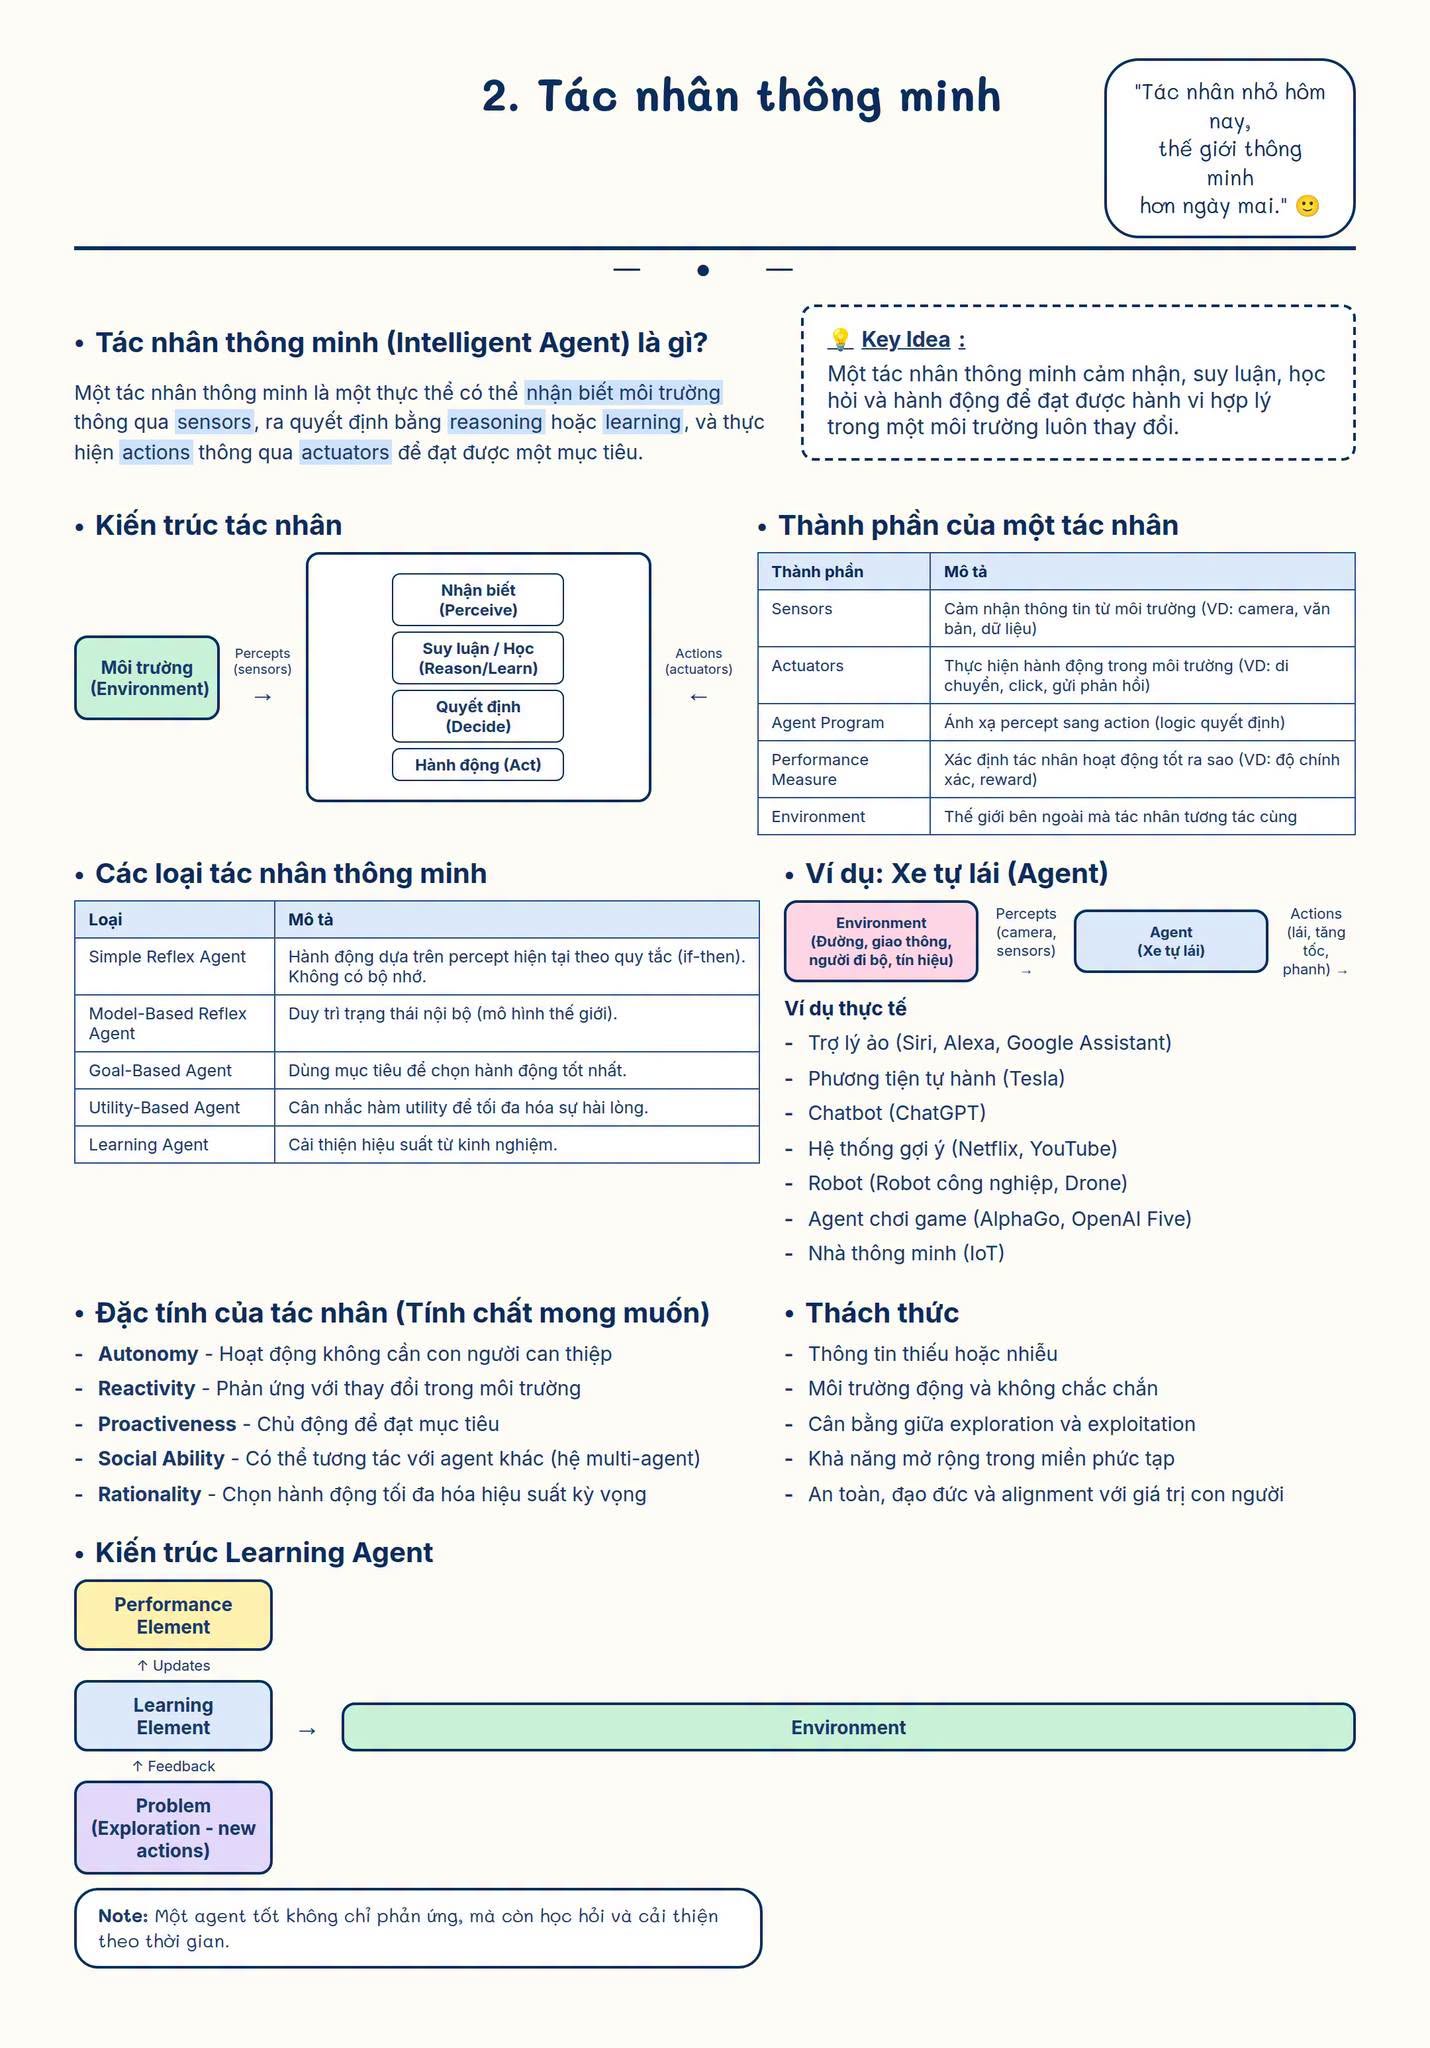 2. Tác nhân thông minh
"Tác nhân nhỏ hôm
nay,
thế giới thông
minh
hơn ngày mai." 🙂
— • —
• Tác nhân thông minh (Intelligent Agent) là gì?
Một tác nhân thông minh là một thực thể có thể nhận biết môi trường
thông qua sensors, ra quyết định bằng reasoning hoặc learning, và thực
hiện actions thông qua actuators để đạt được một mục tiêu.
💡 Key Idea :
Một tác nhân thông minh cảm nhận, suy luận, học
hỏi và hành động để đạt được hành vi hợp lý
trong một môi trường luôn thay đổi.
• Kiến trúc tác nhân
Môi trường
(Environment)
Percepts
(sensors)
→
Nhận biết
(Perceive)
Suy luận / Học
(Reason/Learn)
Quyết định
(Decide)
Hành động (Act)
Actions
(actuators)
←
• Thành phần của một tác nhân
Thành phần Mô tả
Sensors Cảm nhận thông tin từ môi trường (VD: camera, văn
bản, dữ liệu)
Actuators Thực hiện hành động trong môi trường (VD: di
chuyển, click, gửi phản hồi)
Agent Program Ánh xạ percept sang action (logic quyết định)
Performance Xác định tác nhân hoạt động tốt ra sao (VD: độ chính
Measure xác, reward)
Environment Thế giới bên ngoài mà tác nhân tương tác cùng
• Các loại tác nhân thông minh
Loại Mô tả
Simple Reflex Agent Hành động dựa trên percept hiện tại theo quy tắc (if-then).
Không có bộ nhớ.
Model-Based Reflex Duy trì trạng thái nội bộ (mô hình thế giới).
Agent
Goal-Based Agent Dùng mục tiêu để chọn hành động tốt nhất.
Utility-Based Agent Cân nhắc hàm utility để tối đa hóa sự hài lòng.
Learning Agent Cải thiện hiệu suất từ kinh nghiệm.
• Ví dụ: Xe tự lái (Agent)
Environment
(Đường, giao thông,
người đi bộ, tín hiệu)
Percepts
(camera,
sensors)
→
Agent
(Xe tự lái)
Actions
(lái, tăng
tốc,
phanh) →
Ví dụ thực tế
- Trợ lý ảo (Siri, Alexa, Google Assistant)
- Phương tiện tự hành (Tesla)
- Chatbot (ChatGPT)
- Hệ thống gợi ý (Netflix, YouTube)
- Robot (Robot công nghiệp, Drone)
- Agent chơi game (AlphaGo, OpenAI Five)
- Nhà thông minh (IoT)
• Đặc tính của tác nhân (Tính chất mong muốn)
- Autonomy - Hoạt động không cần con người can thiệp
- Reactivity - Phản ứng với thay đổi trong môi trường
- Proactiveness - Chủ động để đạt mục tiêu
- Social Ability - Có thể tương tác với agent khác (hệ multi-agent)
- Rationality - Chọn hành động tối đa hóa hiệu suất kỳ vọng
• Thách thức
- Thông tin thiếu hoặc nhiễu
- Môi trường động và không chắc chắn
- Cân bằng giữa exploration và exploitation
- Khả năng mở rộng trong miền phức tạp
- An toàn, đạo đức và alignment với giá trị con người
• Kiến trúc Learning Agent
Performance
Element
↑ Updates
Learning
Element
↑ Feedback
Problem
(Exploration - new
actions)
→
Environment
Note: Một agent tốt không chỉ phản ứng, mà còn học hỏi và cải thiện
theo thời gian.